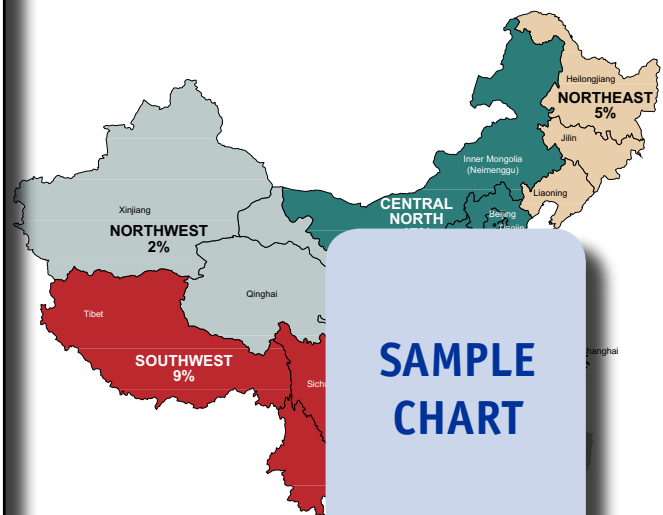 Heilongjiang
NORTHEAST
5%
Jilin
Inner Mongolia
(Neimenggu)
Liaoning
Beijing
CENTRAL
NORTH
Xinjiang
NORTHWEST
2%
Qinghai
Tibet
SOUTHWEST
9%
SAMPLE
CHART